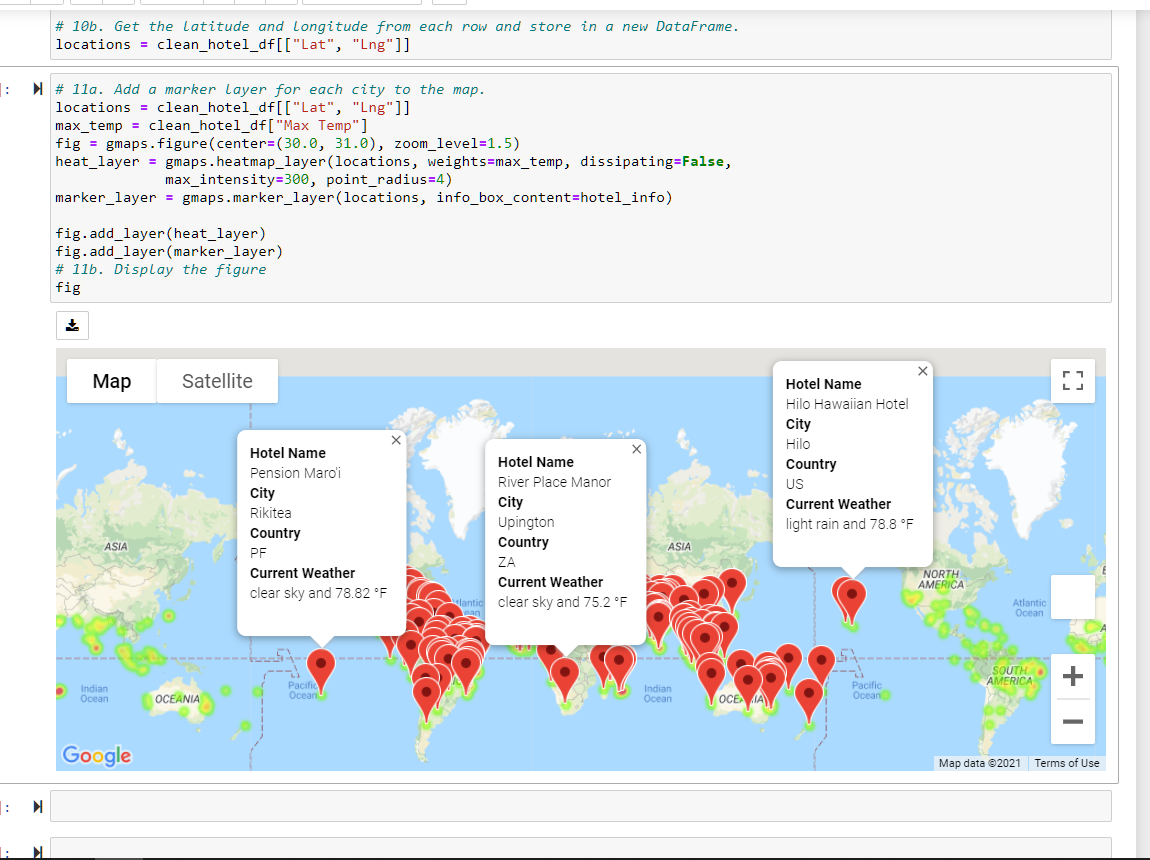 # 10b. Get the latitude and longitude from each row and store in a new DataFrame.
locations = clean_hotel_df[["Lat", "Lng"]]
]:
# 11a. Add a marker layer for each city to the map.
locations = clean_hotel_df[["Lat", "Lng"]]
max_temp = clean_hotel_df["Max Temp"]
fig = gmaps.figure(center=(30.0, 31.0), zoom_level=1.5)
heat_layer = gmaps.heatmap_layer(locations, weights=max_temp, dissipating=False,
max_intensity=300, point_radius=4)
marker_layer = gmaps.marker_layer(locations, info_box_content=hotel_info)
fig.add_layer(heat_layer)
fig.add_layer(marker_layer)
# 11b. Display the figure
fig
Map
Satellite
Hotel Name
Pension Maro'i
City
Rikitea
Country
PF
Current Weather
clear sky and 78.82 °F
Hotel Name
River Place Manor
City
Upington
Country
ZA
Current Weather
clear sky and 75.2 °F
Hotel Name
Hilo Hawaiian Hotel
City
Hilo
Country
US
Current Weather
light rain and 78.8 °F
ASIA
ASIA
NORTH
AMERICA
Atlantic
Ocean
Indian
Ocean
OCEANIA
Pacific
Ocean
Indian
Ocean
Pacific
Ocean
SOUTH
AMERICA
Google
Map data ©2021
Terms of Use
]:
]: